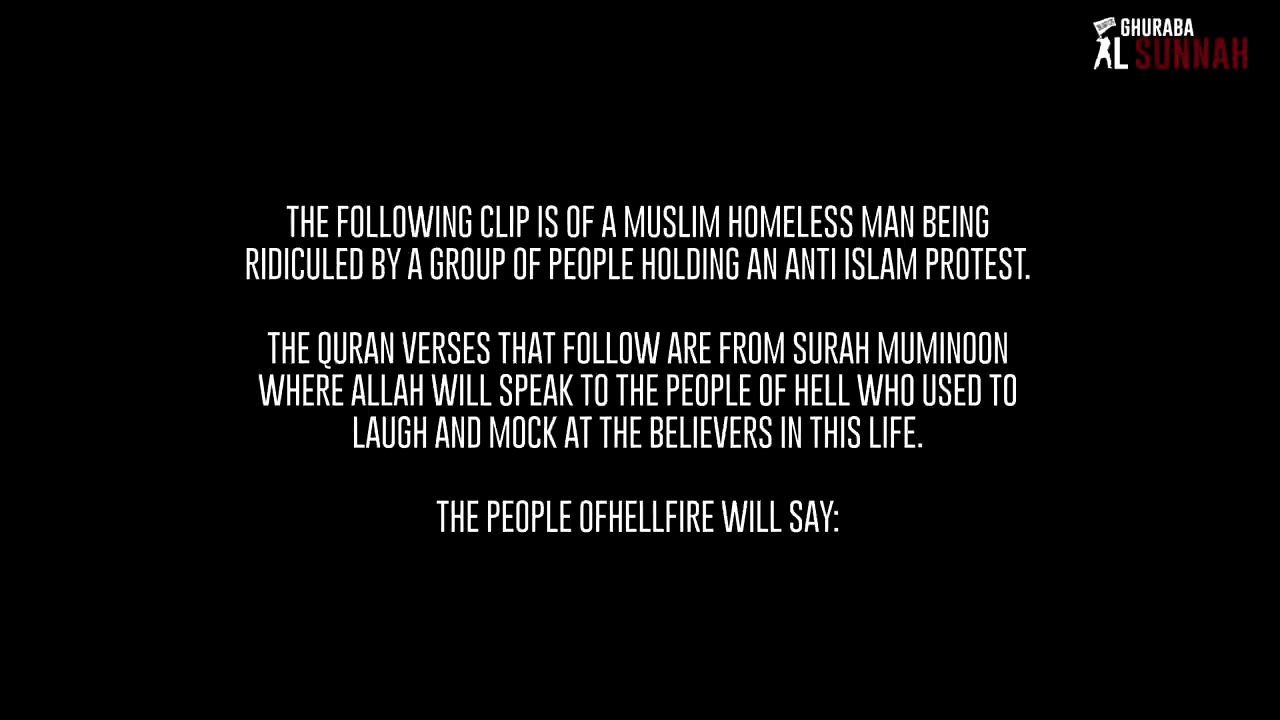 GHURABA
AL SUNNAH
THE FOLLOWING CLIP IS OF A MUSLIM HOMELESS MAN BEING
RIDICULED BY A GROUP OF PEOPLE HOLDING AN ANTI ISLAM PROTEST.
THE QURAN VERSES THAT FOLLOW ARE FROM SURAH MUMINOON
WHERE ALLAH WILL SPEAK TO THE PEOPLE OF HELL WHO USED TO
LAUGH AND MOCK AT THE BELIEVERS IN THIS LIFE.
THE PEOPLE OFHELLFIRE WILL SAY: